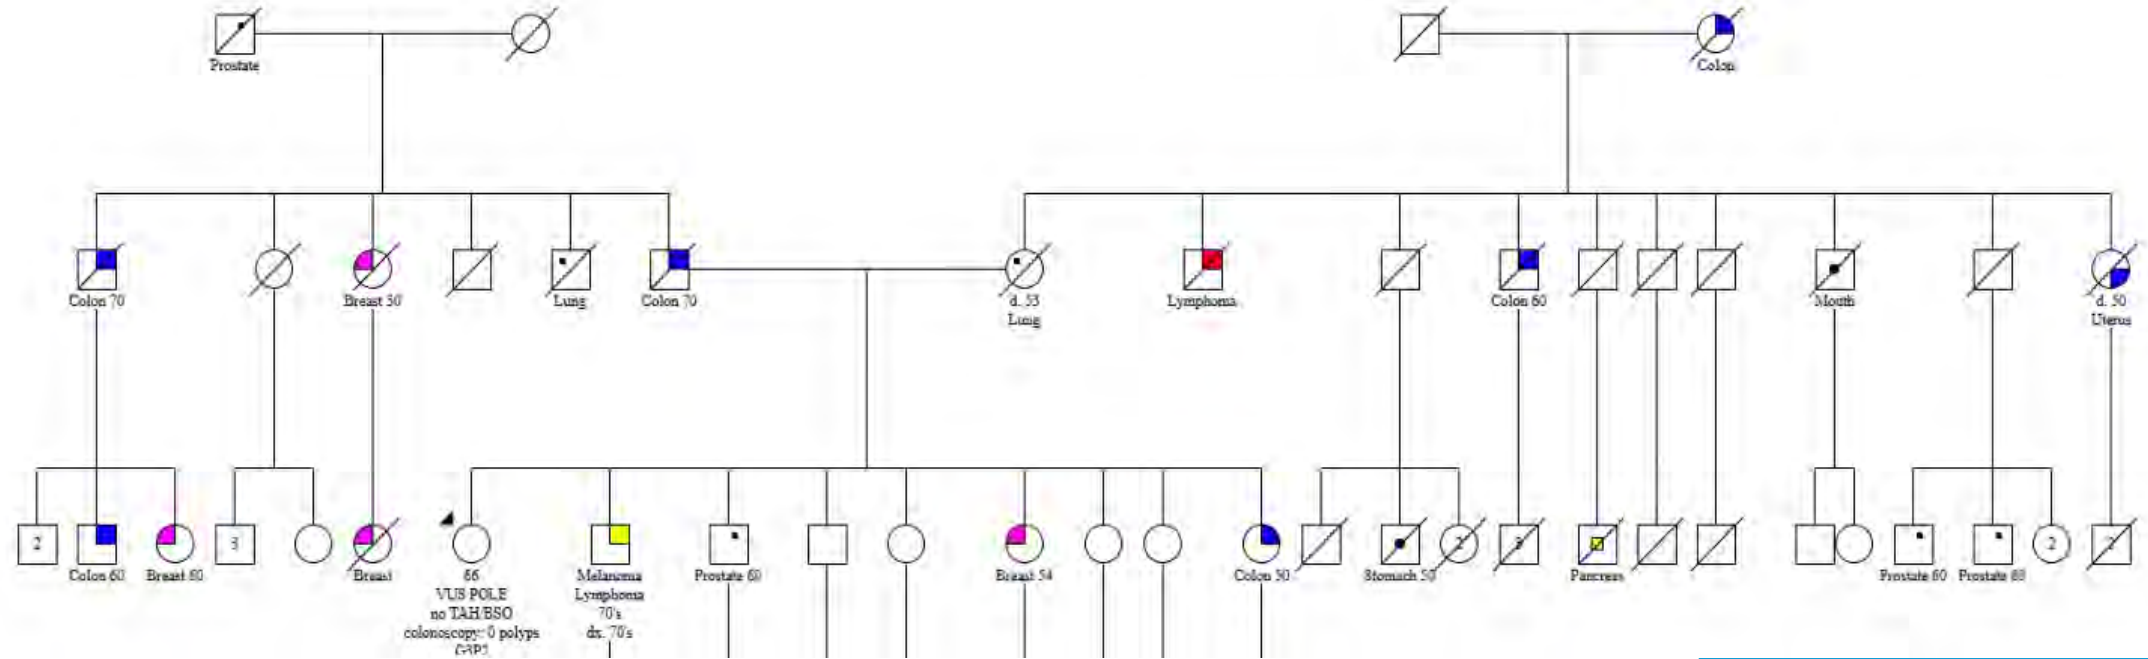 Prostate
Colon
Colon 70
Breast 50
Lung
Colon 70
d. 53
Lung
Lymphoma
Colon 60
Mouth
d. 50
Uterus
2
Colon 60
Breast 60
3
Breast
66
VUS POLE
no TAH/BSO
colonoscopy: 0 polyps
Melanoma
Lymphoma
70's
dx. 70's
Prostate 60
Breast 54
Colon 50
Stomach 50
2
3
Pancreas
Prostate 60
Prostate 68
2
2